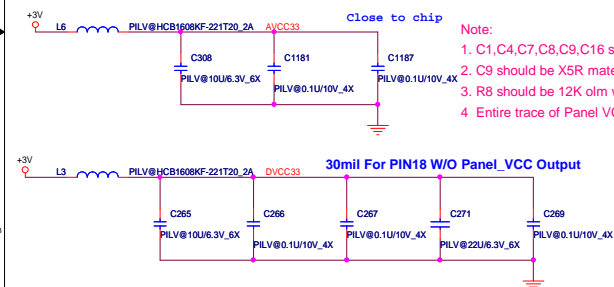 +3V
Close to chip
L6 PILV@HCB1608KF-221T20_2A AVCC33
Note:
1. C1,C4,C7,C8,C9,C16 s
2. C9 should be X5R mate
3. R8 should be 12K olm w
4 Entire trace of Panel VC
C308
PILV@10U/6.3V_6X
C1181
PILV@0.1U/10V_4X
C1187
PILV@0.1U/10V_4X
+3V
30mil For PIN18 W/O Panel_VCC Output
L3 PILV@HCB1608KF-221T20_2A DVCC33
C265
PILV@10U/6.3V_6X
C266
PILV@0.1U/10V_4X
C267
PILV@0.1U/10V_4X
C271
PILV@22U/6.3V_6X
C269
PILV@0.1U/10V_4X